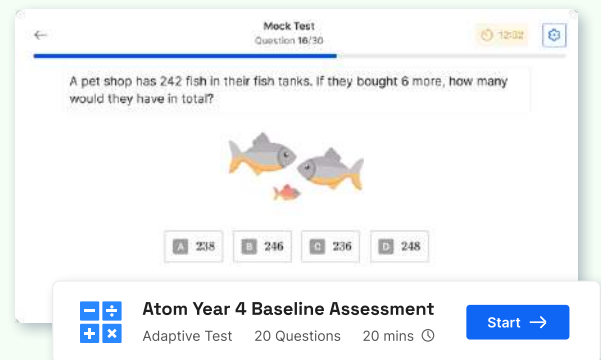 Mock Test
Question 16/30
12:32
A pet shop has 242 fish in their fish tanks. If they bought 6 more, how many
would they have in total?
A 238 B 246 C 236 D 248
Atom Year 4 Baseline Assessment
Adaptive Test 20 Questions 20 mins
Start